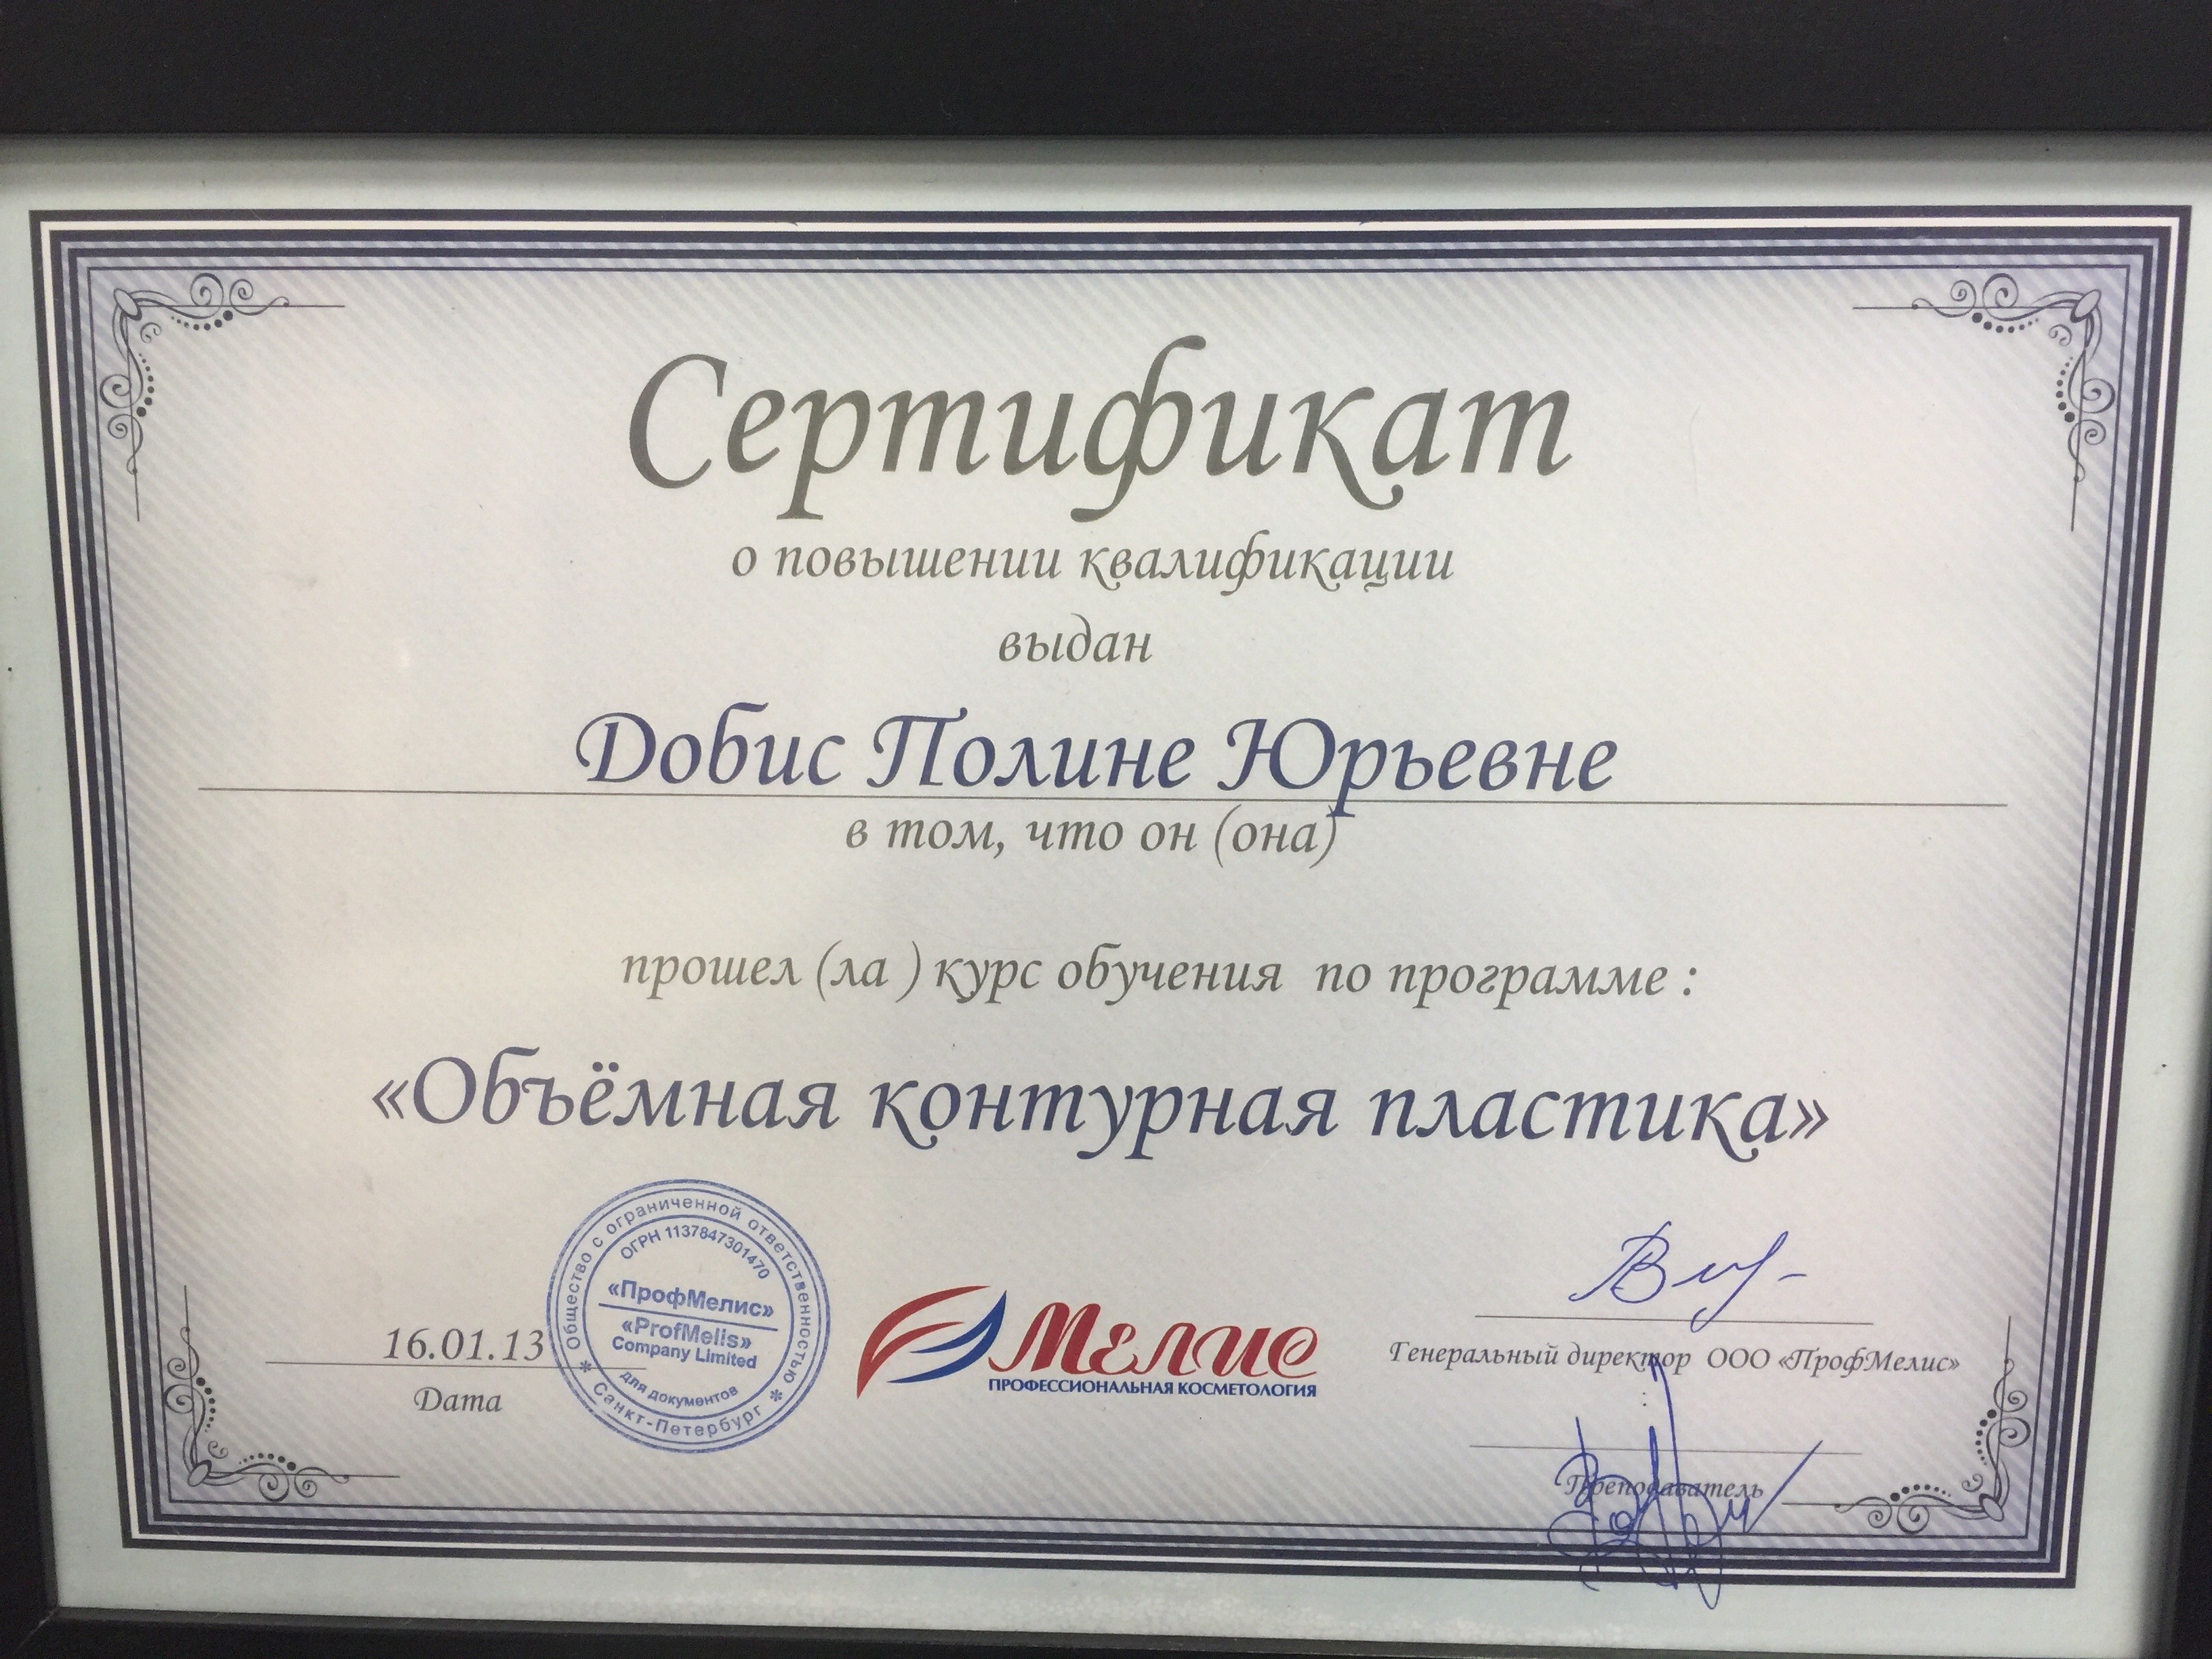 Сертификат
о повышении квалификации
выдан
Добис Полине Юрьевне
в том, что он (она)
прошел (ла ) курс обучения по программе :
«Объёмная контурная пластика»
16.01.13
Дата
Общество с ограниченной ответственностью
ОГРН 1137847301470
«ПрофМелис»
«ProfMelis»
Company Limited
для документов
* Санкт-Петербург *
Мелис
ПРОФЕССИОНАЛЬНАЯ КОСМЕТОЛОГИЯ
Генеральный директор ООО «ПрофМелис»
Преподаватель